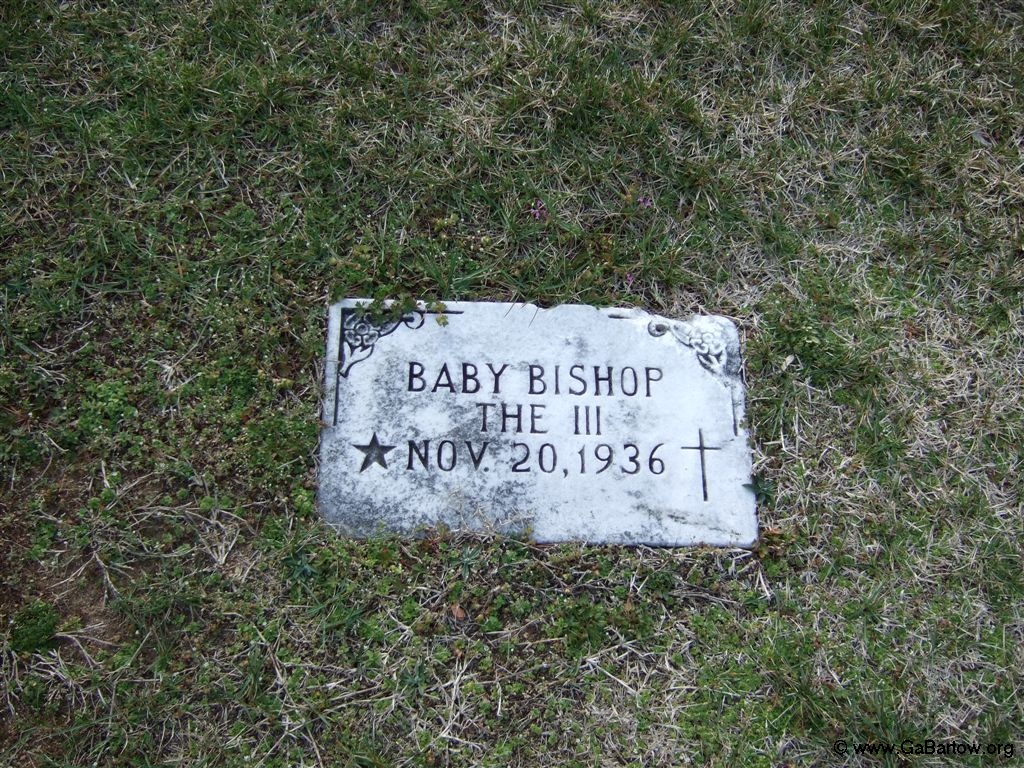 BABY BISHOP
THE III
NOV. 20, 1936
© www.GaBartow.org